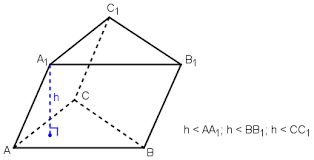 C₁
A₁
B₁
h
C
h < AA₁; h < BB₁; h < CC₁
A
B